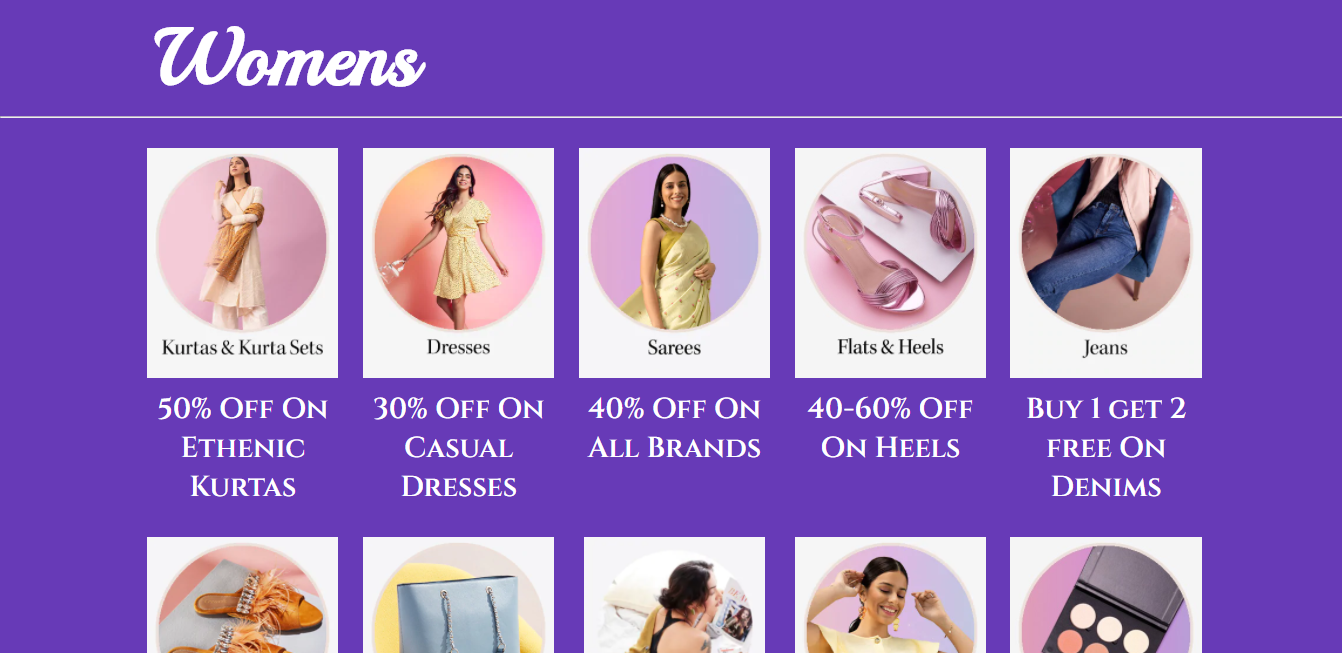 Womens
Kurtas & Kurta Sets
Dresses
Sarees
Flats & Heels
Jeans
50% Off On
Ethenic
Kurtas
30% Off On
Casual
Dresses
40% Off On
All Brands
40-60% Off
On Heels
Buy 1 get 2
free On
Denims